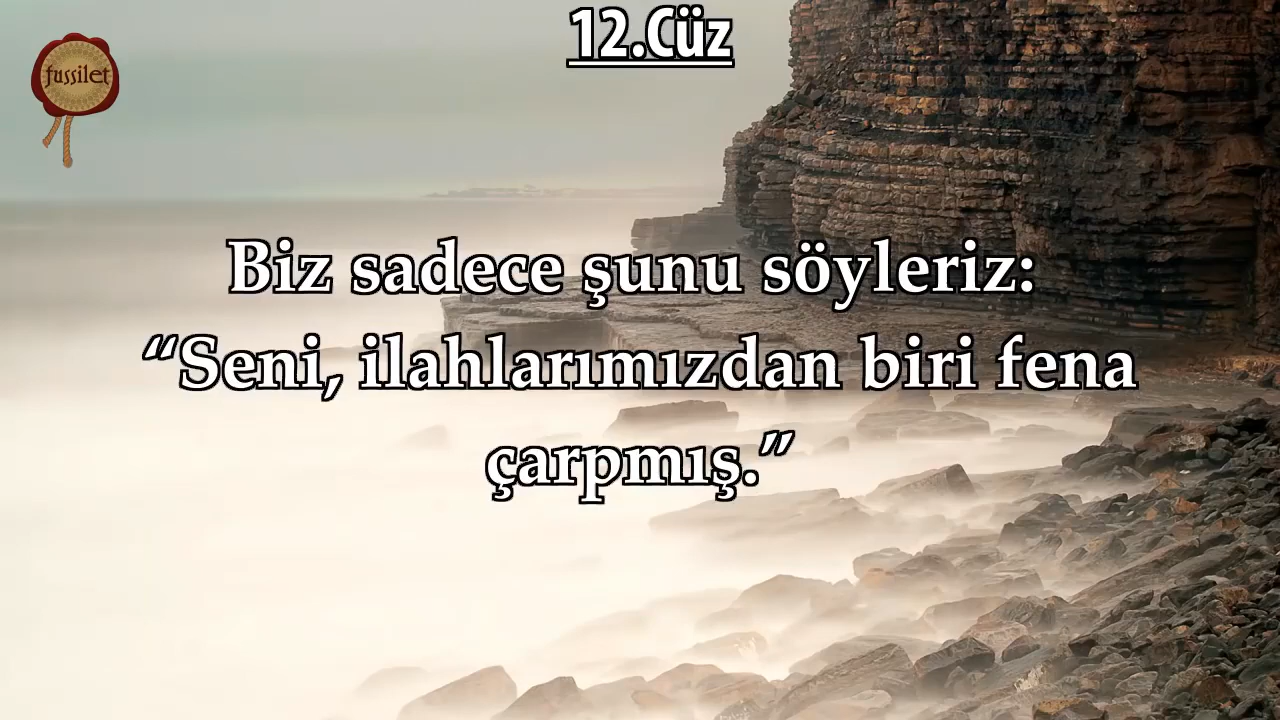 12.Cüz
fussilet
Biz sadece şunu söyleriz:
“Seni, ilahlarımızdan biri fena
çarpmış.”